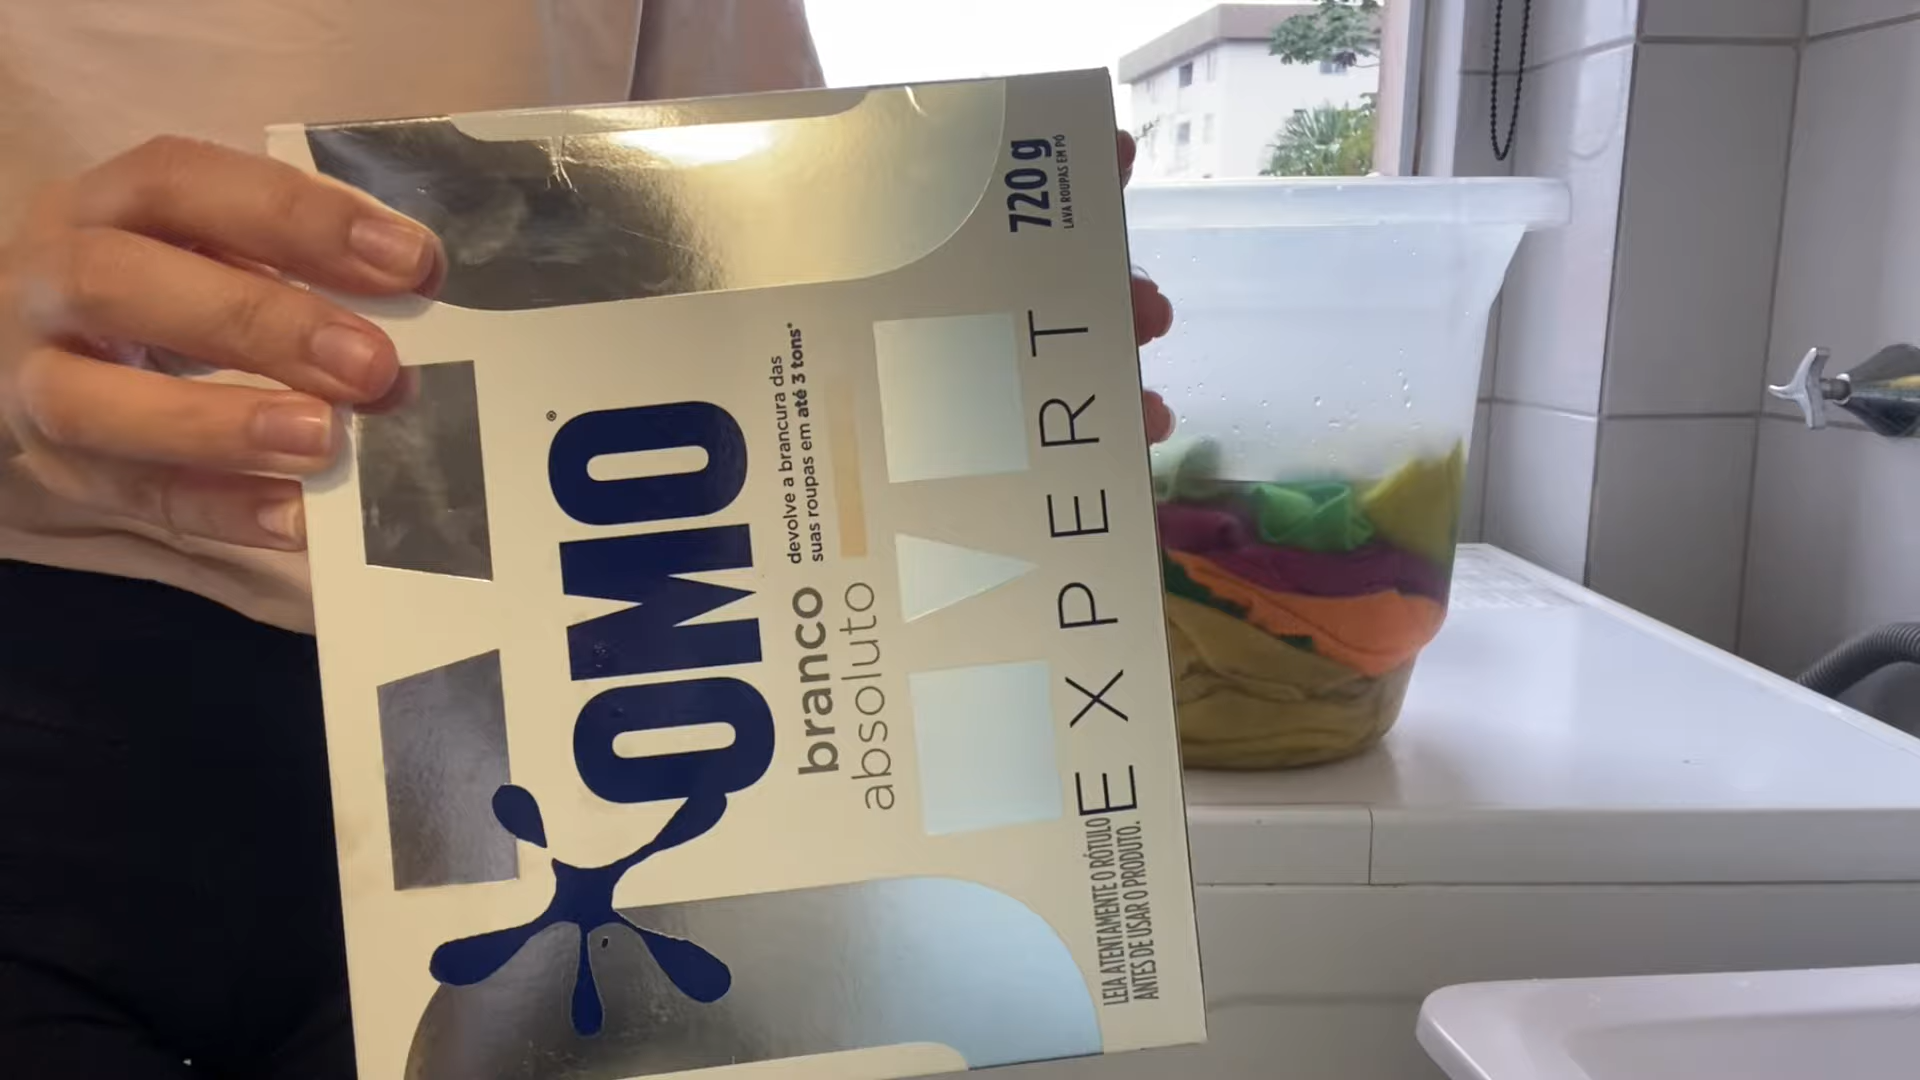 OMO®
branco
absoluto
devolve a brancura das
suas roupas em até 3 tons*
EXPERT
LEIA ATENTAMENTE O RÓTULO
ANTES DE USAR O PRODUTO.
720 g
LAVA ROUPAS EM PÓ